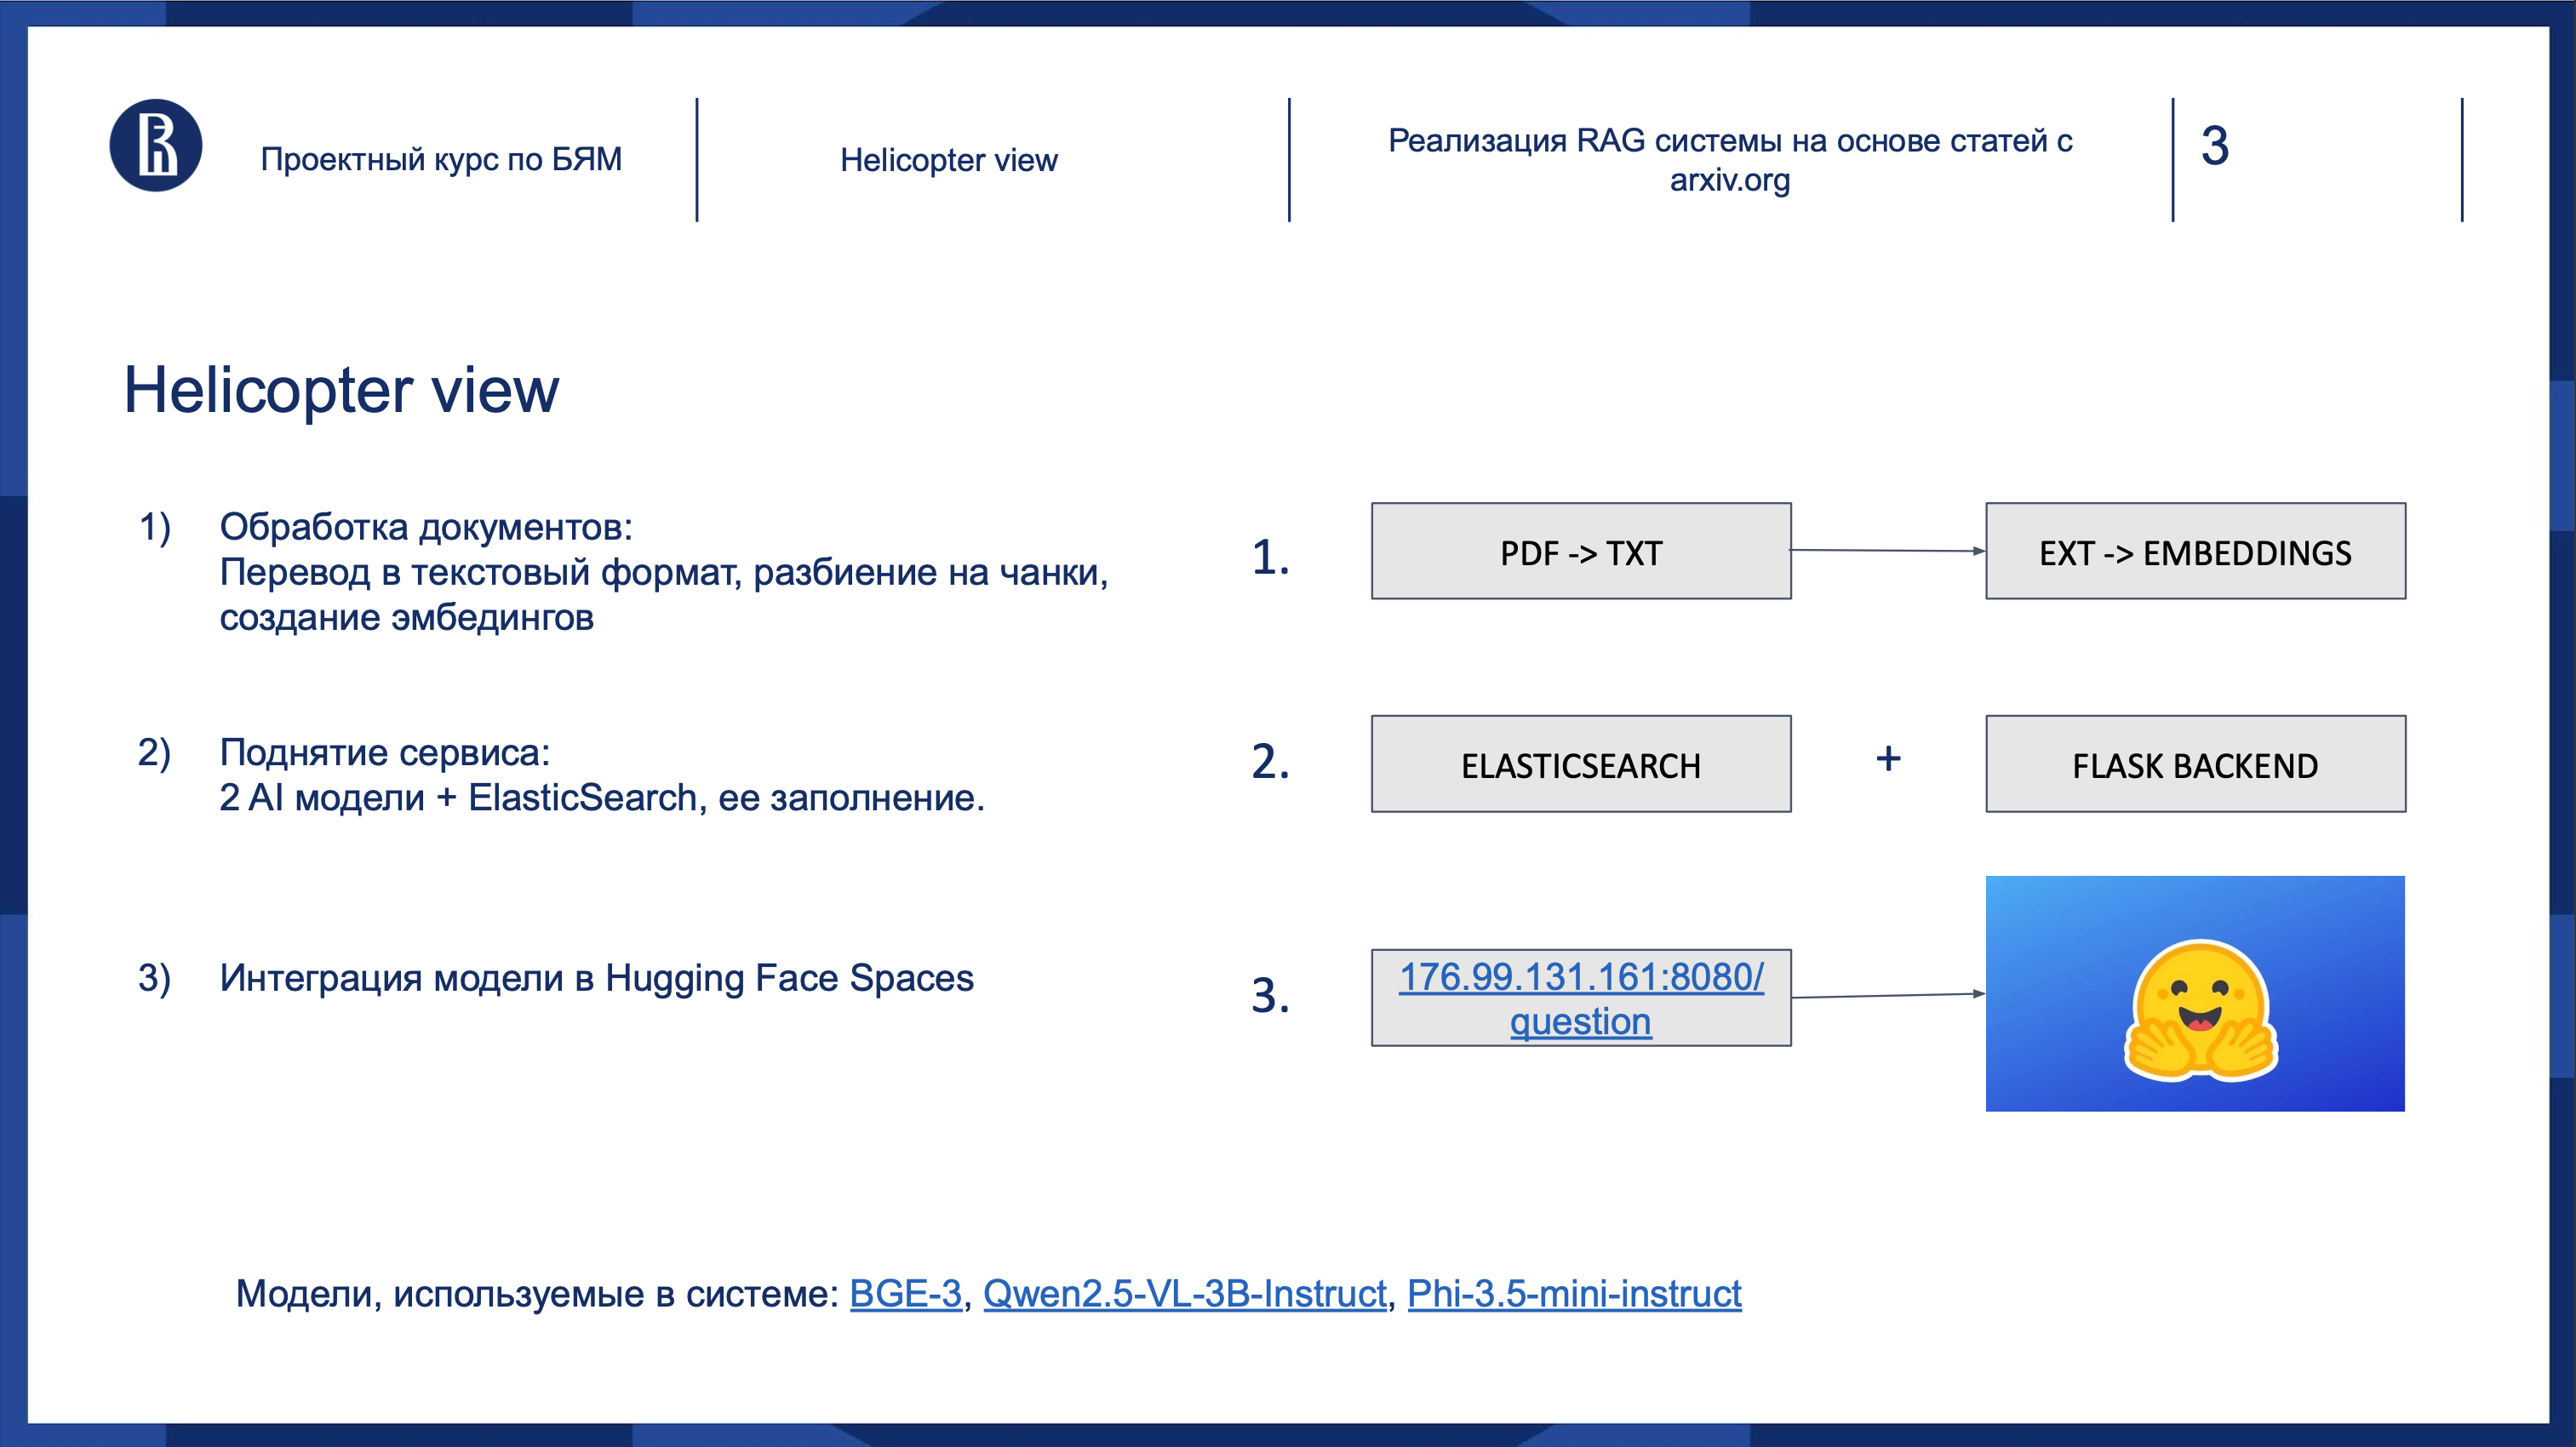 Проектный курс по БЯМ
Helicopter view
Реализация RAG системы на основе статей с
arxiv.org
3
Helicopter view
1) Обработка документов:
Перевод в текстовый формат, разбиение на чанки,
создание эмбедингов
2) Поднятие сервиса:
2 AI модели + ElasticSearch, ее заполнение.
3) Интеграция модели в Hugging Face Spaces
1.
PDF -> TXT
EXT -> EMBEDDINGS
2.
ELASTICSEARCH
+
FLASK BACKEND
3.
176.99.131.161:8080/
question
Модели, используемые в системе: BGE-3, Qwen2.5-VL-3B-Instruct, Phi-3.5-mini-instruct